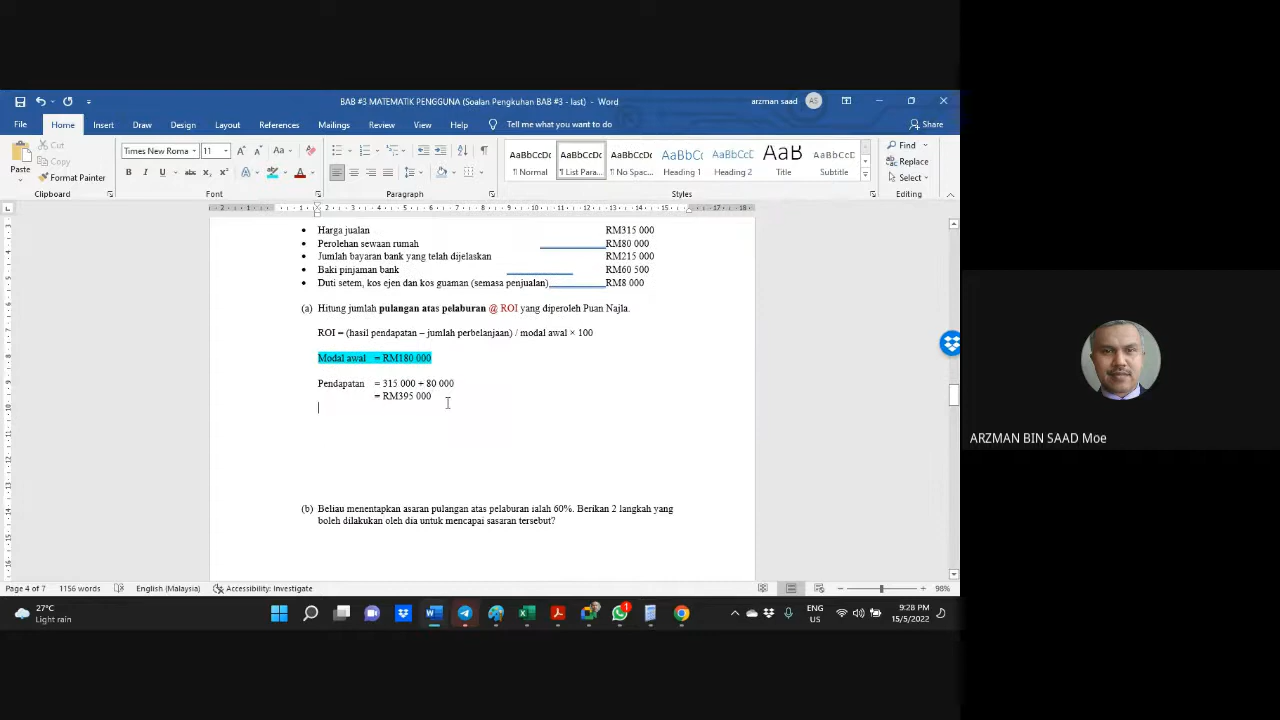 BAB #3 MATEMATIK PENGGUNA (Soalan Pengkuhan BAB #3 - last) - Word
arzman saad
AS
File Home Insert Draw Design Layout References Mailings Review View Help Tell me what you want to do Share
Paste
Cut
Copy
Format Painter
Clipboard
Times New Roma 11
Font
Paragraph
AaBbCcDc ¶ Normal
AaBbCcDc ¶ List Para...
AaBbCcDc ¶ No Spac...
AaBbCc Heading 1
AaBbCcC Heading 2
AaB Title
AaBbCcC Subtitle
Styles
Find
Replace
Select
Editing
• Harga jualan RM315 000
• Perolehan sewaan rumah RM80 000
• Jumlah bayaran bank yang telah dijelaskan RM215 000
• Baki pinjaman bank RM60 500
• Duti setem, kos ejen dan kos guaman (semasa penjualan) RM8 000
(a) Hitung jumlah pulangan atas pelaburan @ ROI yang diperoleh Puan Najla.
ROI = (hasil pendapatan – jumlah perbelanjaan) / modal awal × 100
Modal awal = RM180 000
Pendapatan = 315 000 + 80 000
= RM395 000
(b) Beliau menentapkan asaran pulangan atas pelaburan ialah 60%. Berikan 2 langkah yang
boleh dilakukan oleh dia untuk mencapai sasaran tersebut?
ARZMAN BIN SAAD Moe
Page 4 of 7 1156 words English (Malaysia) Accessibility: Investigate 98%
27°C
Light rain
1
ENG
US
9:28 PM
15/5/2022